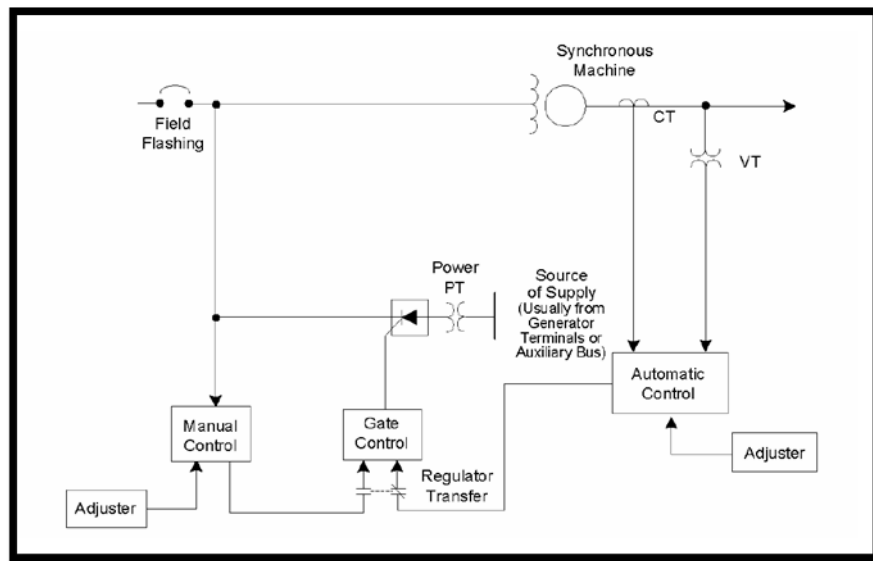 Synchronous
Machine
Field
Flashing
CT
VT
Power
PT
Source
of Supply
(Usually from
Generator
Terminals or
Auxiliary Bus)
Automatic
Control
Manual
Control
Gate
Control
Adjuster
Regulator
Transfer
Adjuster